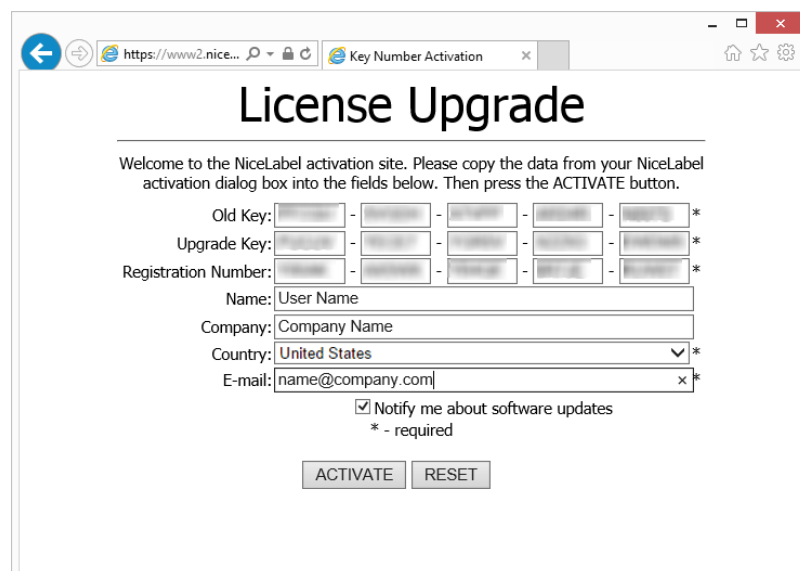 https://www2.nice...
Key Number Activation
License Upgrade
Welcome to the NiceLabel activation site. Please copy the data from your NiceLabel
activation dialog box into the fields below. Then press the ACTIVATE button.
Old Key: - - - - *
Upgrade Key: - - - - *
Registration Number: - - - - *
Name: User Name
Company: Company Name
Country: United States *
E-mail: name@company.com *
Notify me about software updates
* - required
ACTIVATE RESET